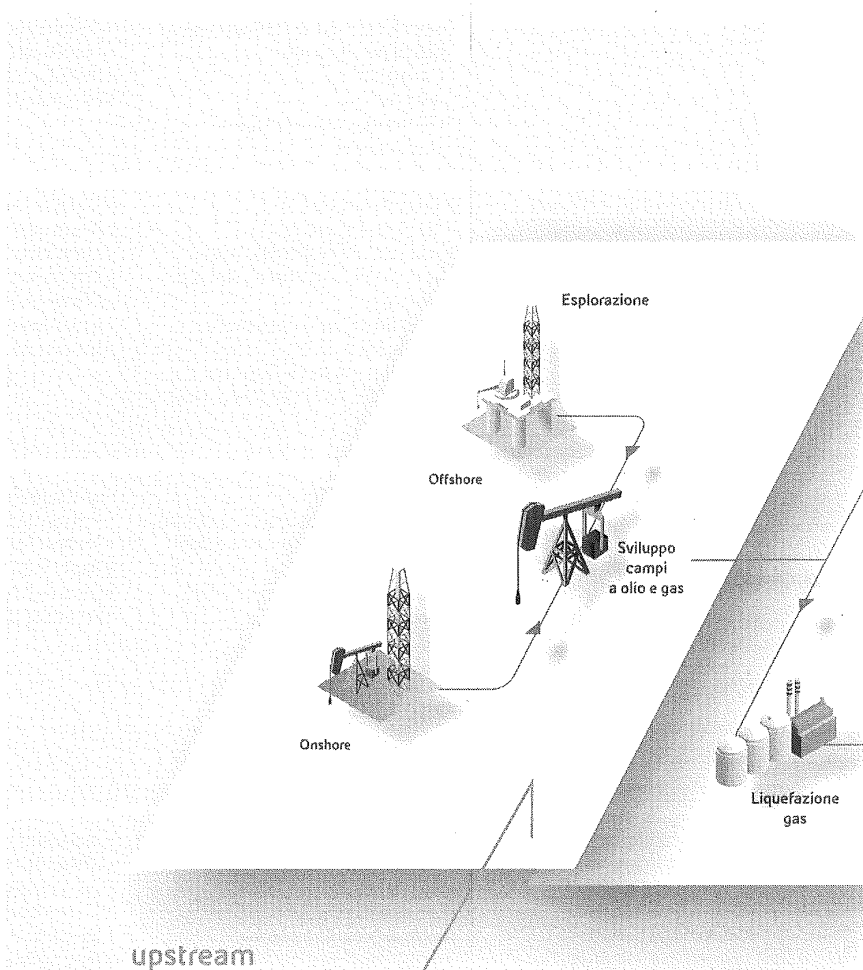 Esplorazione
Offshore
Sviluppo
campi
a olio e gas
Onshore
Liquefazione
gas
upstream